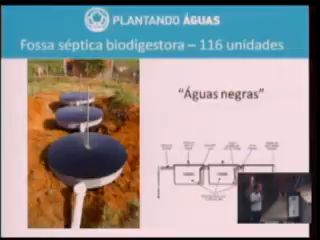 PLANTANDO ÁGUAS
Fossa séptica biodigestora – 116 unidades
"Águas negras"